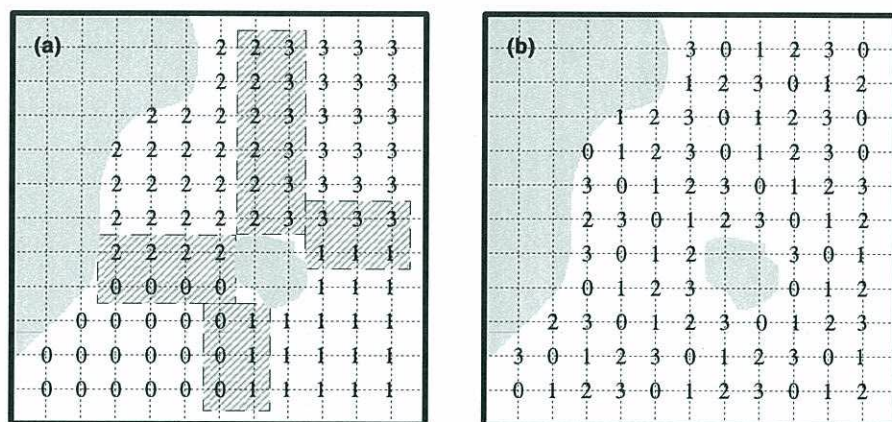 (a) 2 2 3 3 3 3
2 2 3 3 3 3
2 2 2 2 3 3 3 3
2 2 2 2 2 3 3 3 3
2 2 2 2 2 3 3 3 3
2 2 2 2 2 3 3 3 3
2 2 2 2 1 1 1
0 0 0 0 1 1 1
0 0 0 0 0 1 1 1 1 1
0 0 0 0 0 0 1 1 1 1 1
0 0 0 0 0 0 1 1 1 1 1
(b) 3 0 1 2 3 0
1 2 3 0 1 2
1 2 3 0 1 2 3 0
0 1 2 3 0 1 2 3 0
3 0 1 2 3 0 1 2 3
2 3 0 1 2 3 0 1 2
3 0 1 2 3 0 1
0 1 2 3 0 1 2
2 3 0 1 2 3 0 1 2 3
3 0 1 2 3 0 1 2 3 0 1
0 1 2 3 0 1 2 3 0 1 2